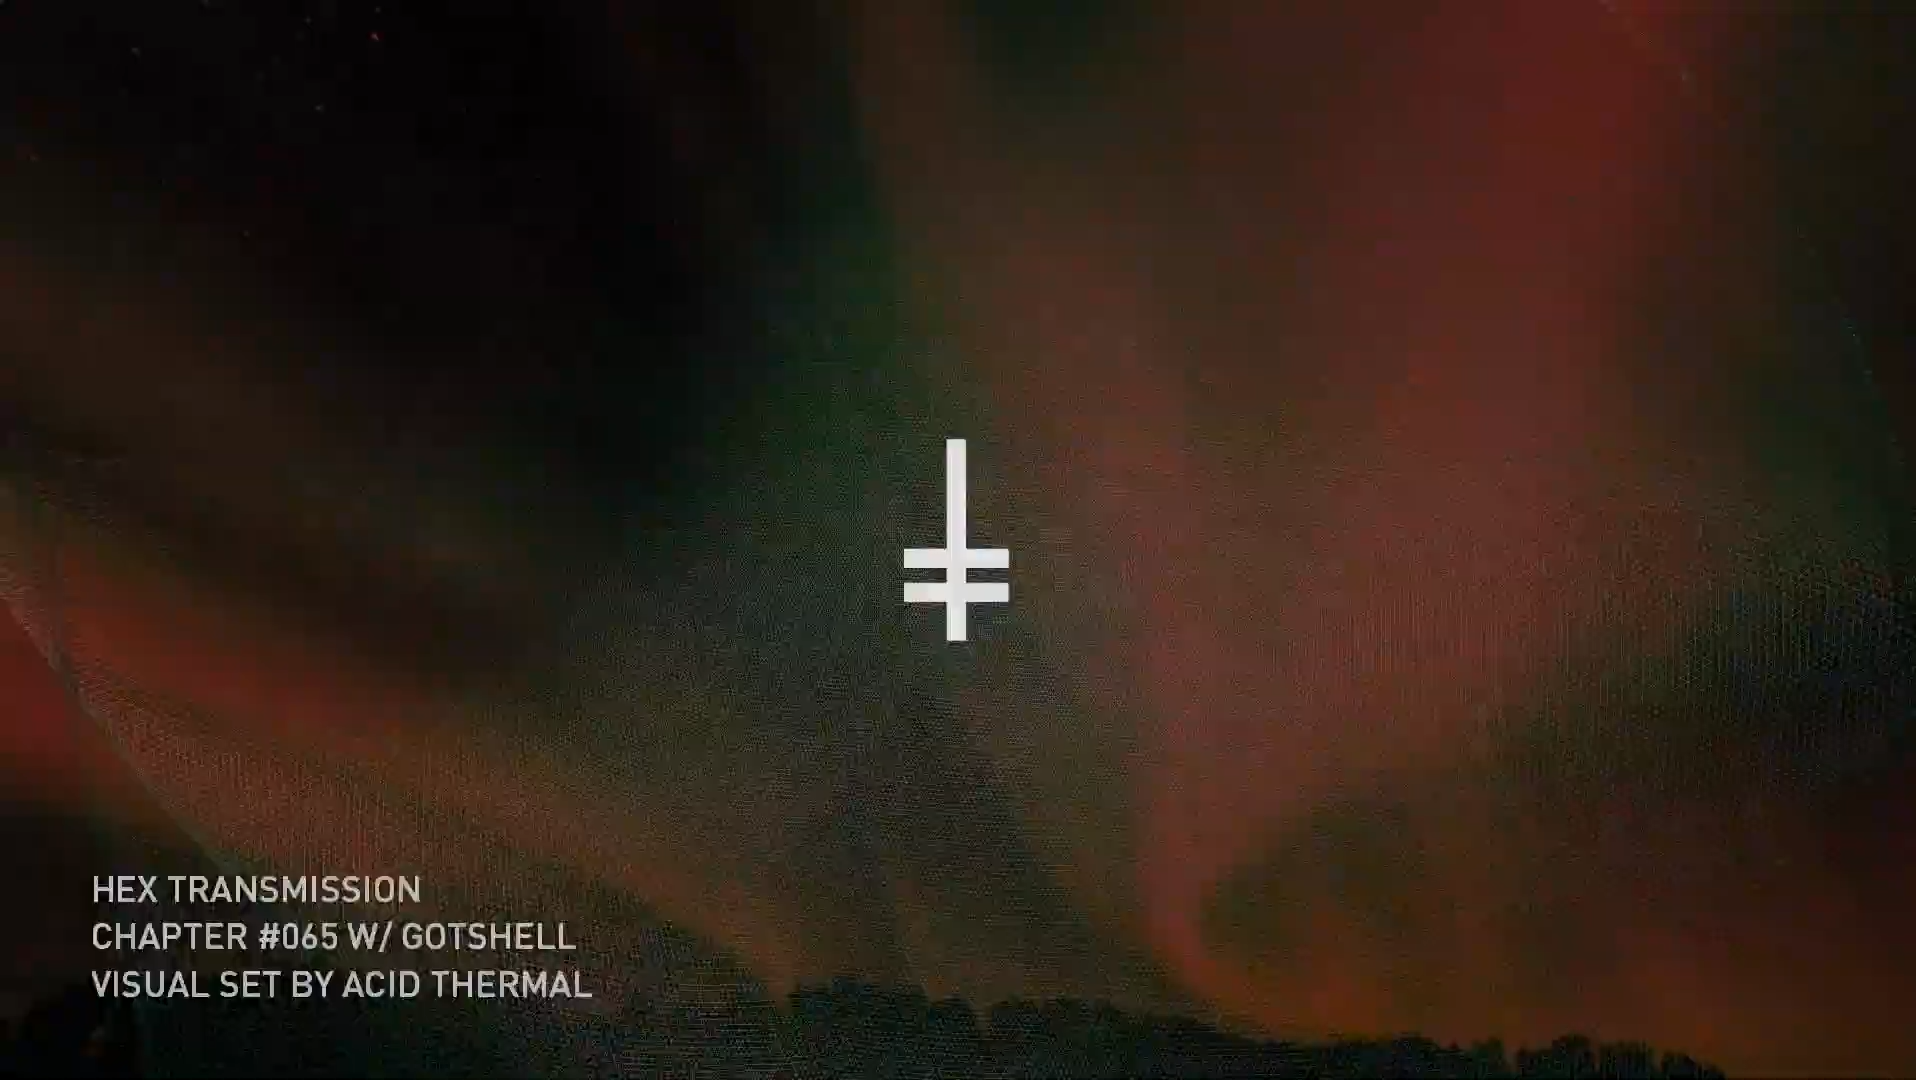 HEX TRANSMISSION
CHAPTER #065 W/ GOTSHELL
VISUAL SET BY ACID THERMAL